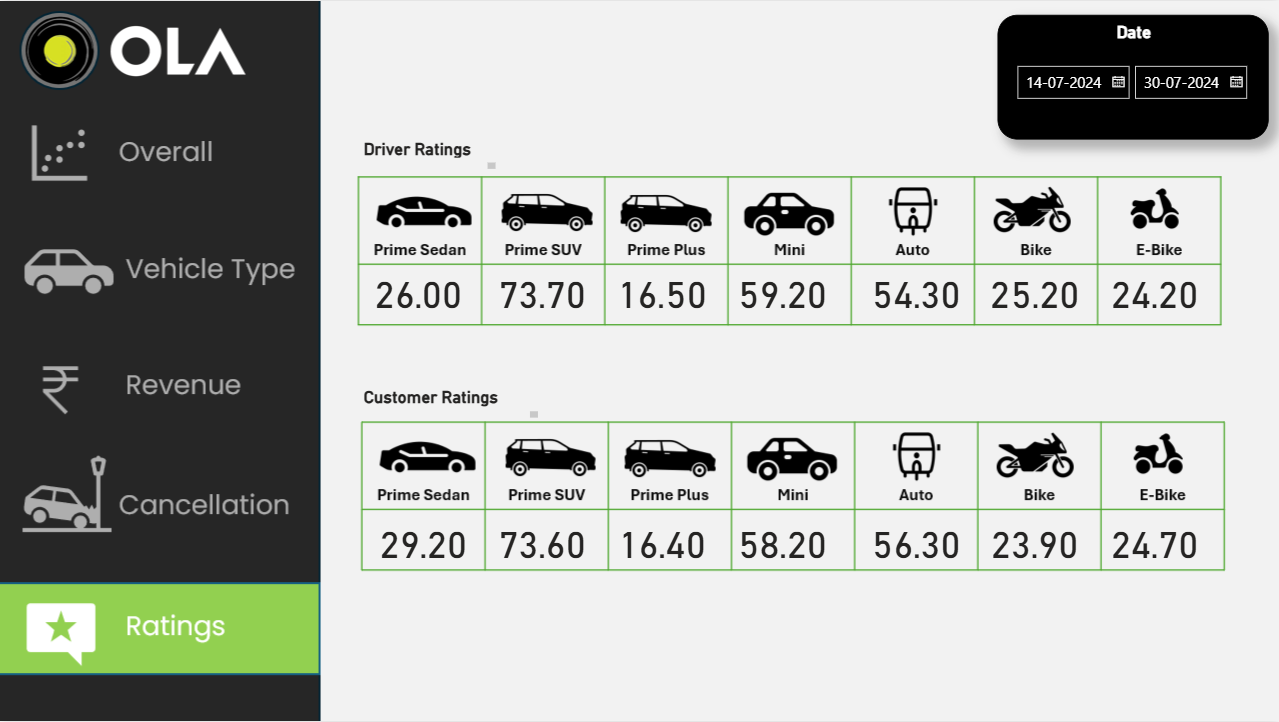 OLA
Overall
Vehicle Type
Revenue
Cancellation
Ratings
Date
14-07-2024 30-07-2024
Driver Ratings
Prime Sedan Prime SUV Prime Plus Mini Auto Bike E-Bike
26.00 73.70 16.50 59.20 54.30 25.20 24.20
Customer Ratings
Prime Sedan Prime SUV Prime Plus Mini Auto Bike E-Bike
29.20 73.60 16.40 58.20 56.30 23.90 24.70